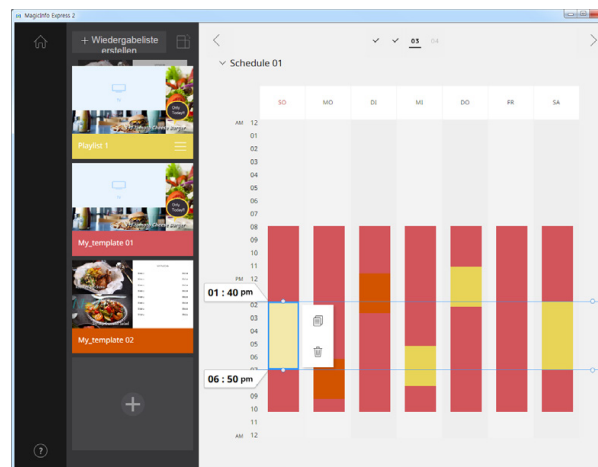 MagicInfo Express 2
+ Wiedergabeliste
erstellen
Only
Today!
Playlist 1
Only
Today!
My_template 01
My_template 02
?
03
04
Schedule 01
SO MO DI MI DO FR SA
AM 12
01
02
03
04
05
06
07
08
09
10
11
PM 12
01 : 40 pm
02
03
04
05
06
06 : 50 pm
09
10
11
AM 12